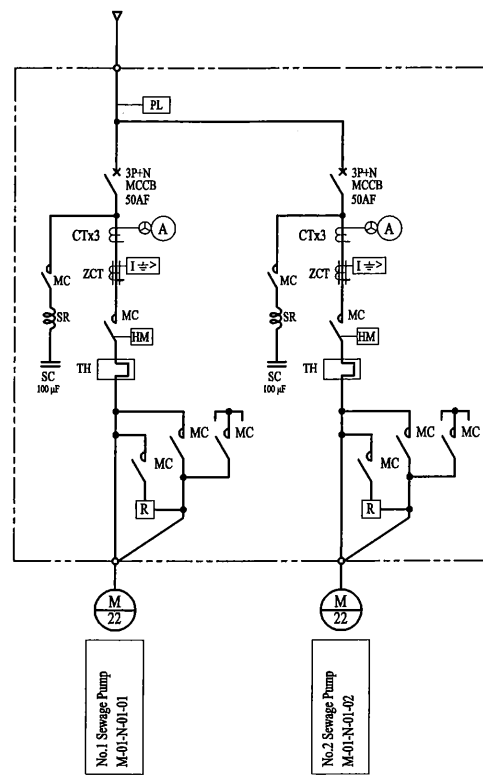 PL
3P+N
MCCB
50AF
3P+N
MCCB
50AF
CTx3
A
CTx3
A
ZCT
I >
ZCT
I >
MC
SR
SC
100 µF
MC
HM
TH
MC
SR
SC
100 µF
MC
HM
TH
MC
MC
MC
R
MC
MC
MC
R
M
22
M
22
No.1 Sewage Pump
M-01-N-01-01
No.2 Sewage Pump
M-01-N-01-02